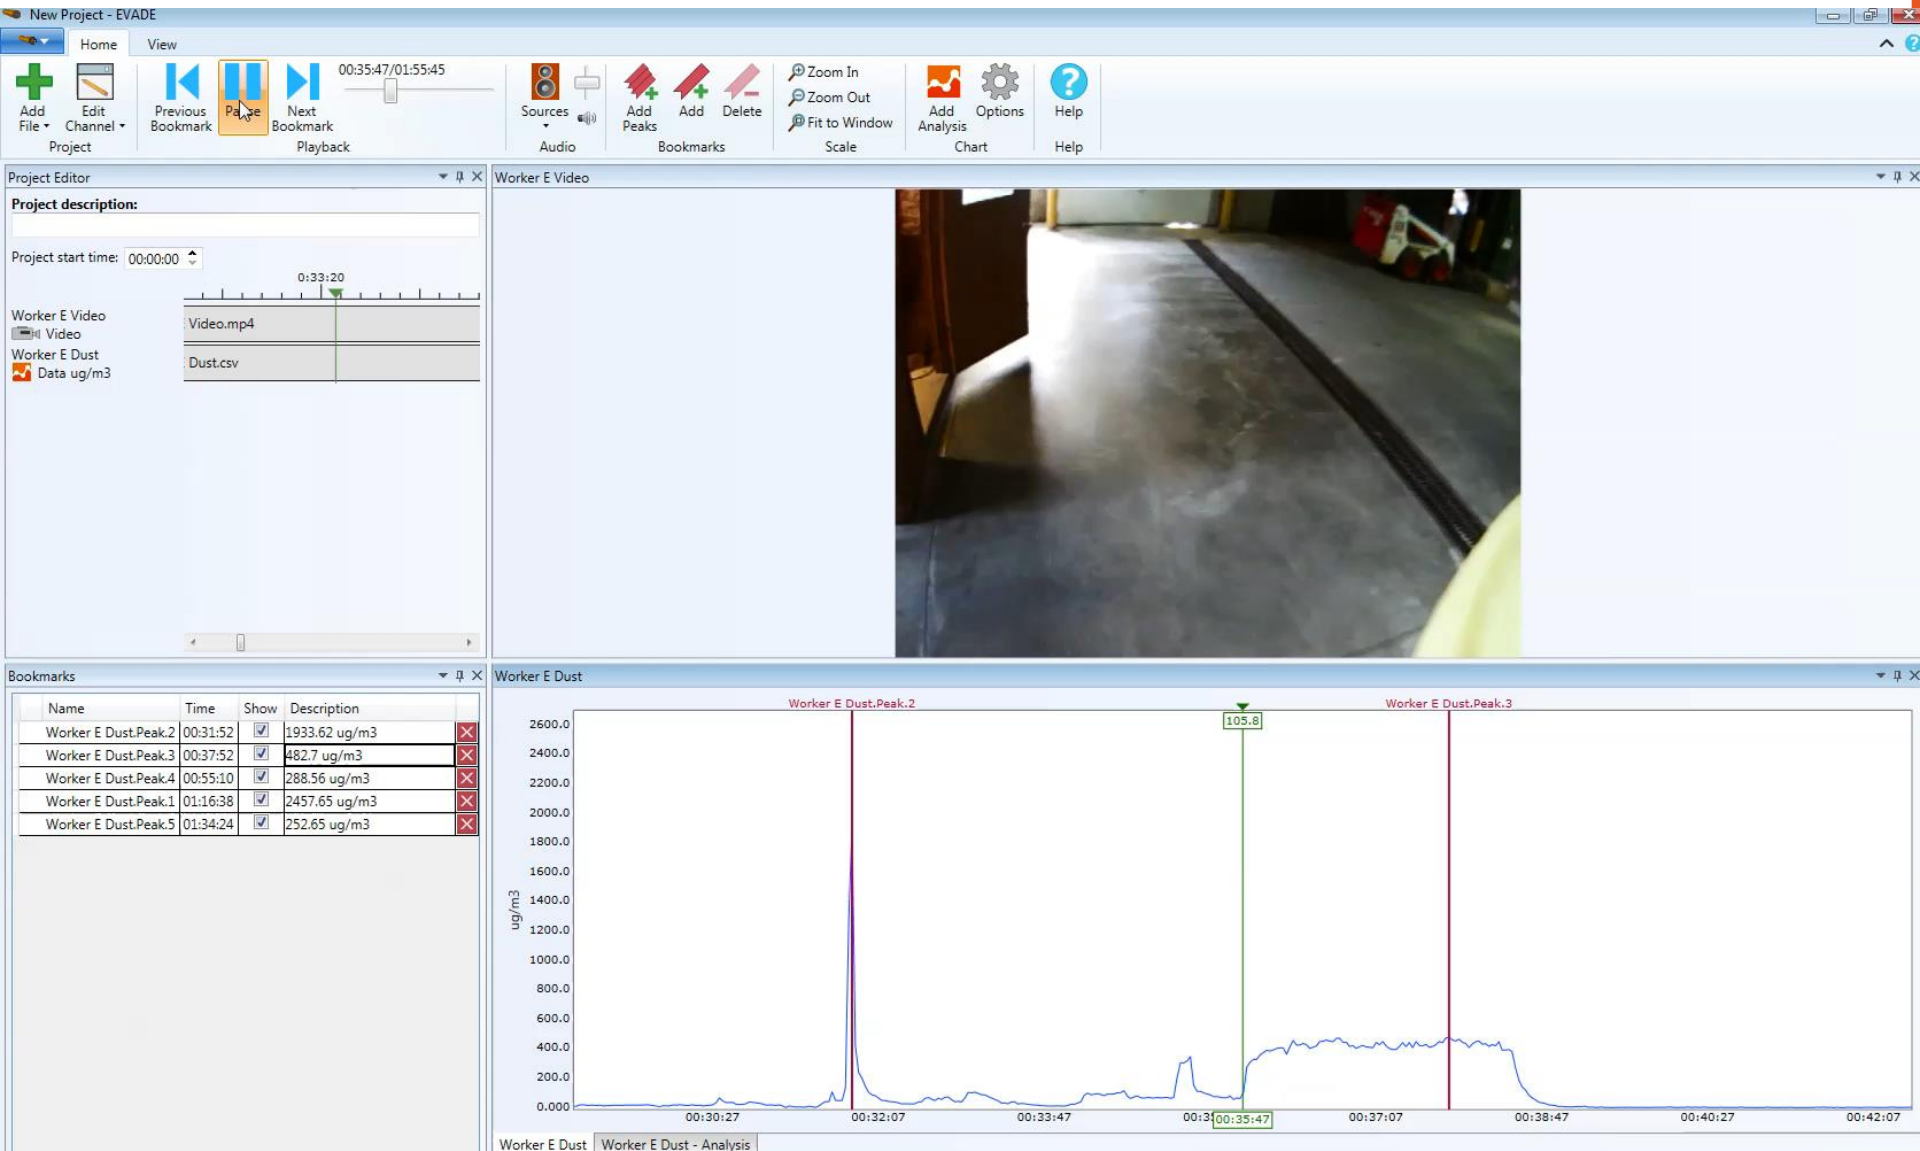 New Project - EVADE
Home View
00:35:47/01:55:45
Add File
Edit Channel
Previous Bookmark
Pause
Next Bookmark
Sources
Add Peaks
Add
Delete
Zoom In
Zoom Out
Fit to Window
Add Analysis
Options
Help
Project Playback Audio Bookmarks Scale Chart Help
Project Editor
Project description:
Project start time: 00:00:00
0:33:20
Worker E Video
Video
Video.mp4
Worker E Dust
Data ug/m3
Dust.csv
Worker E Video
Bookmarks
Name Time Show Description
Worker E Dust.Peak.2 00:31:52 1933.62 ug/m3
Worker E Dust.Peak.3 00:37:52 482.7 ug/m3
Worker E Dust.Peak.4 00:55:10 288.56 ug/m3
Worker E Dust.Peak.1 01:16:38 2457.65 ug/m3
Worker E Dust.Peak.5 01:34:24 252.65 ug/m3
Worker E Dust
Worker E Dust.Peak.2 Worker E Dust.Peak.3
105.8
2600.0
2400.0
2200.0
2000.0
1800.0
1600.0
1400.0
1200.0
1000.0
800.0
600.0
400.0
200.0
0.000
ug/m3
00:30:27 00:32:07 00:33:47 00:35:47 00:37:07 00:38:47 00:40:27 00:42:07
Worker E Dust Worker E Dust - Analysis